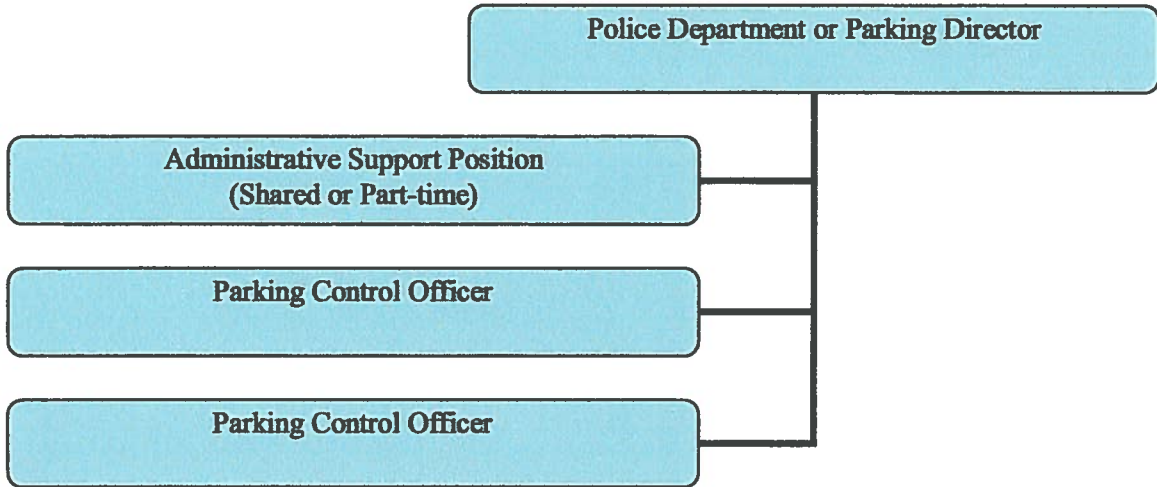 Police Department or Parking Director
Administrative Support Position
(Shared or Part-time)
Parking Control Officer
Parking Control Officer